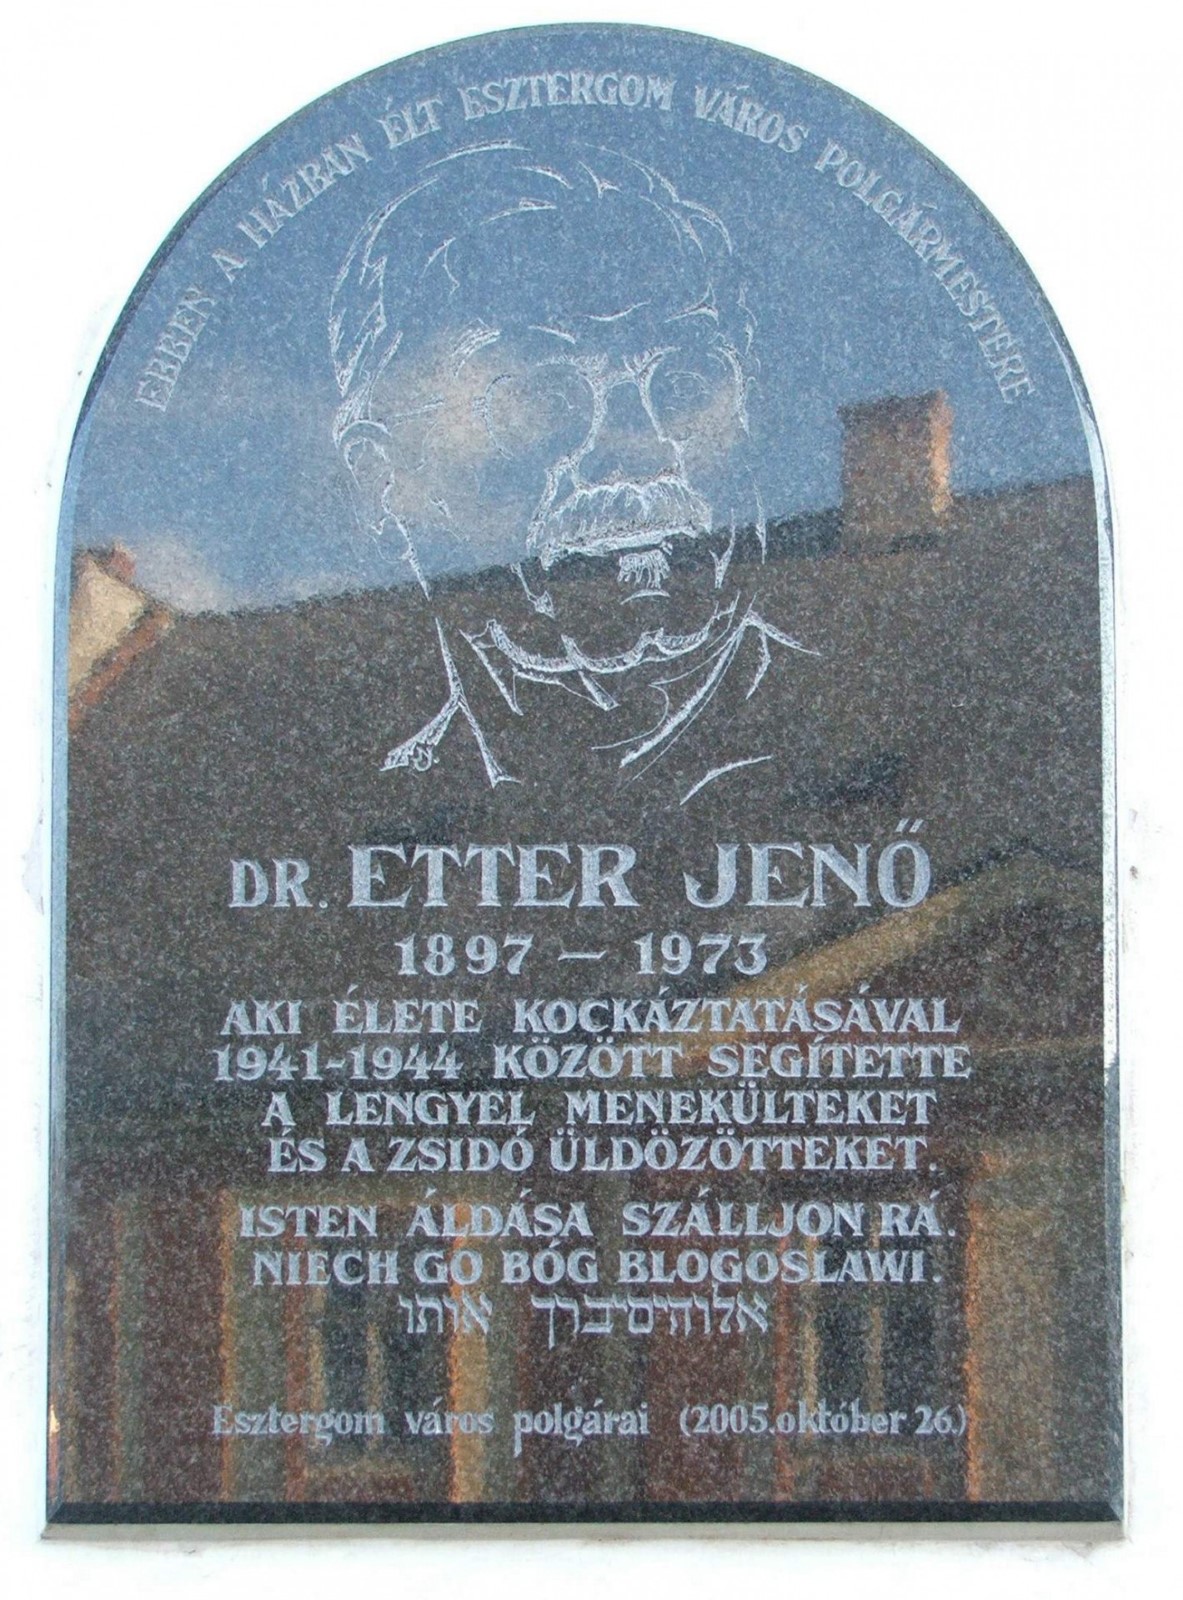 EBBEN A HÁZBAN ÉLT ESZTERGOM VÁROS POLGÁRMESTERE
DR. ETTER JENŐ
1897 – 1973
AKI ÉLETE KOCKÁZTATÁSÁVAL
1941-1944 KÖZÖTT SEGÍTETTE
A LENGYEL MENEKÜLTEKET
ÉS A ZSIDÓ ÜLDÖZÖTTEKET.
ISTEN ÁLDÁSA SZÁLLJON RÁ.
NIECH GO BÓG BLOGOSLAWI.
אלוהיםיברך אותו
Esztergom város polgárai (2005.október 26.)